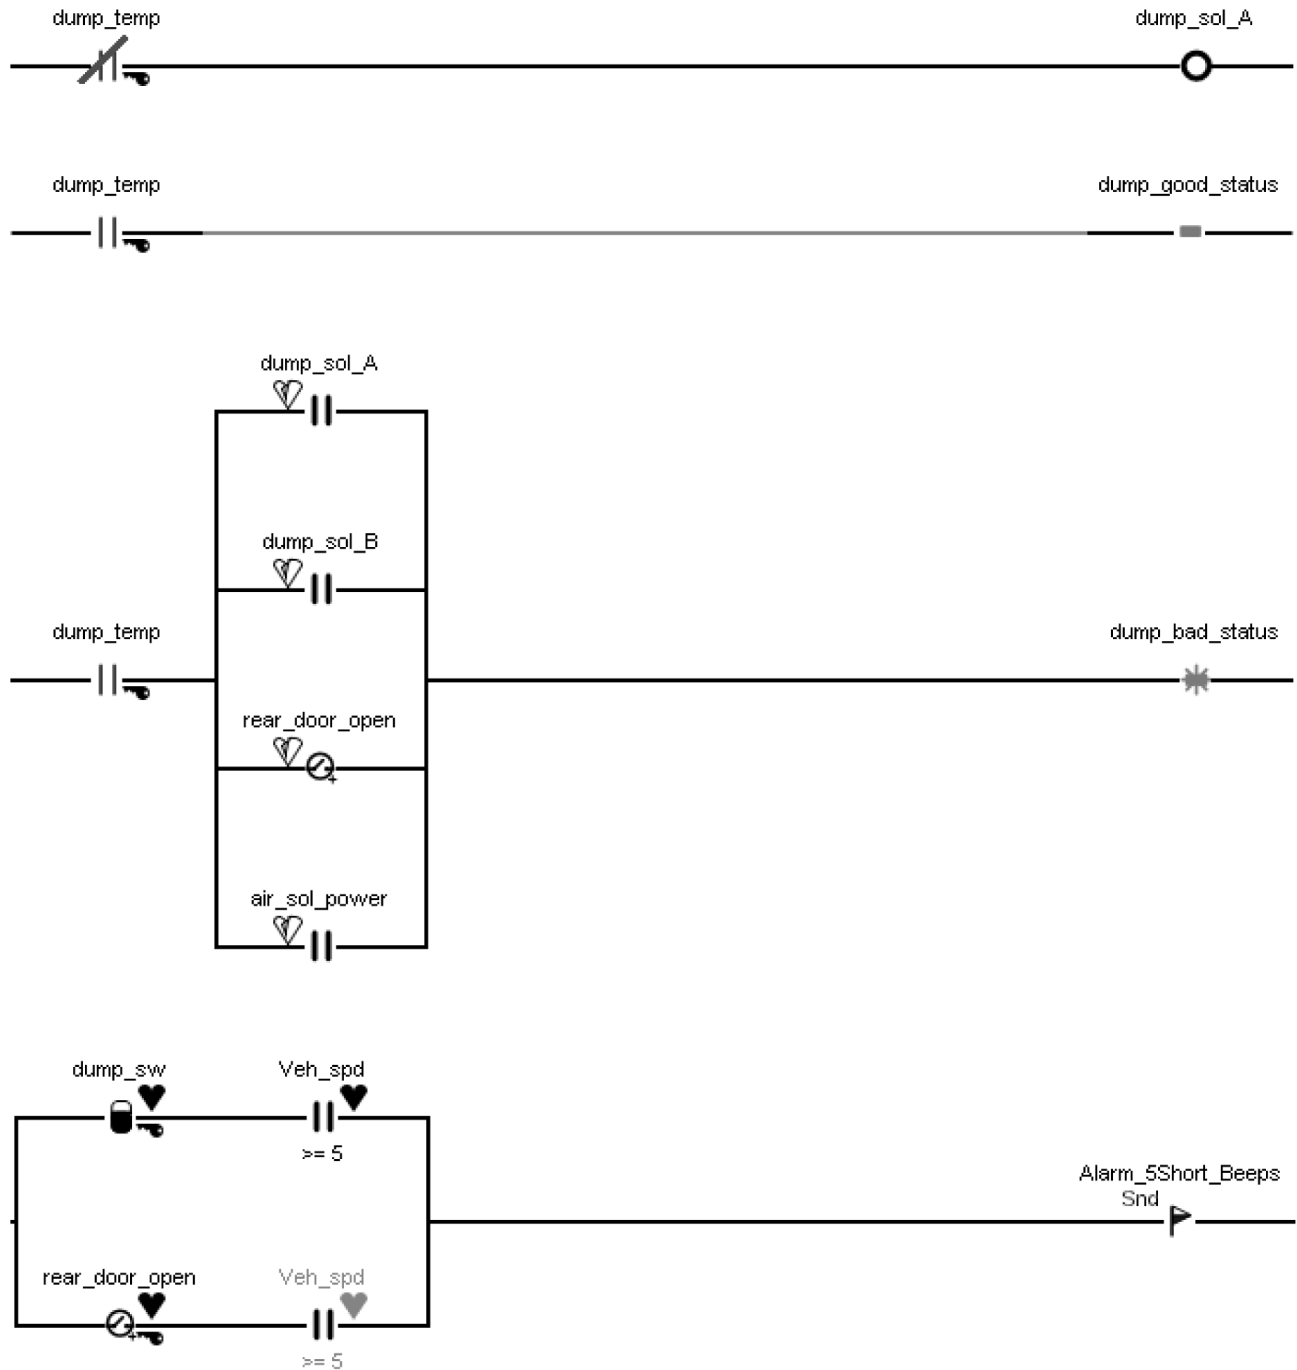 dump_temp dump_sol_A
dump_temp dump_good_status
dump_sol_A
dump_sol_B
dump_temp dump_bad_status
rear_door_open
air_sol_power
dump_sw Veh_spd
>= 5
Alarm_5Short_Beeps
Snd
rear_door_open Veh_spd
>= 5